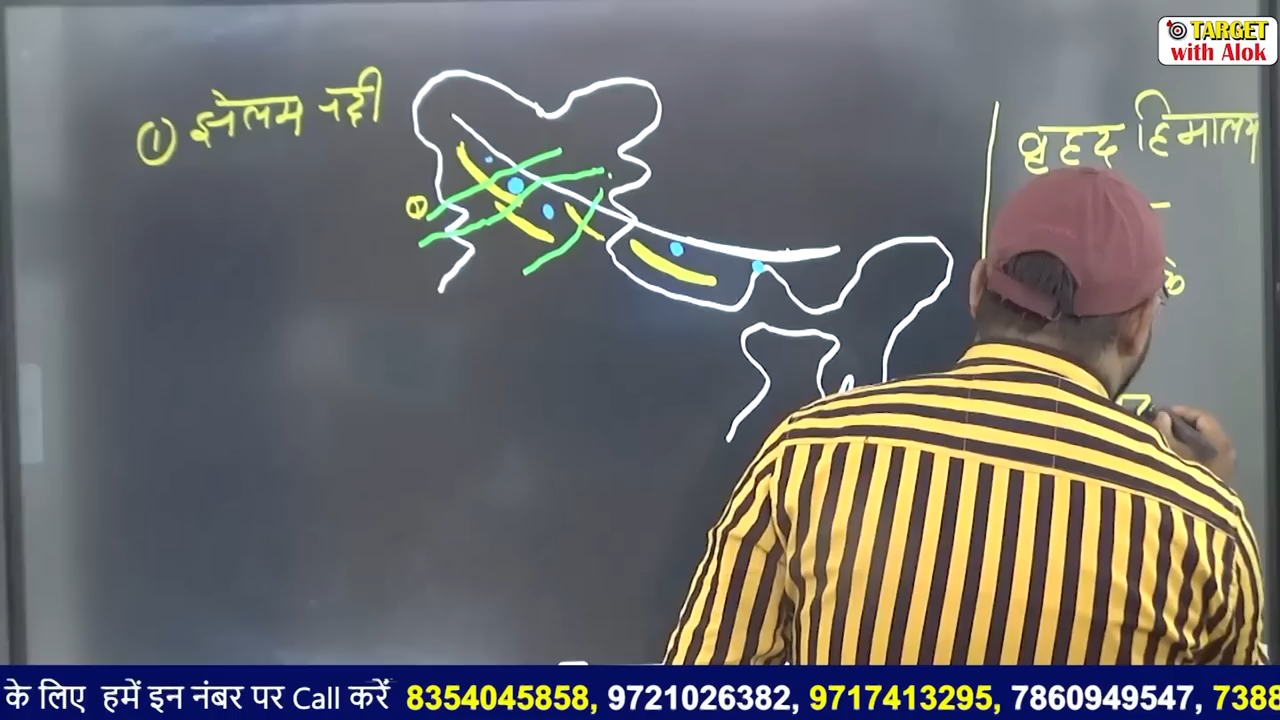 TARGET
with Alok
① झेलम नदी
①
वृहद हिमालय
के लिए हमें इन नंबर पर Call करें 8354045858, 9721026382, 9717413295, 7860949547, 7388